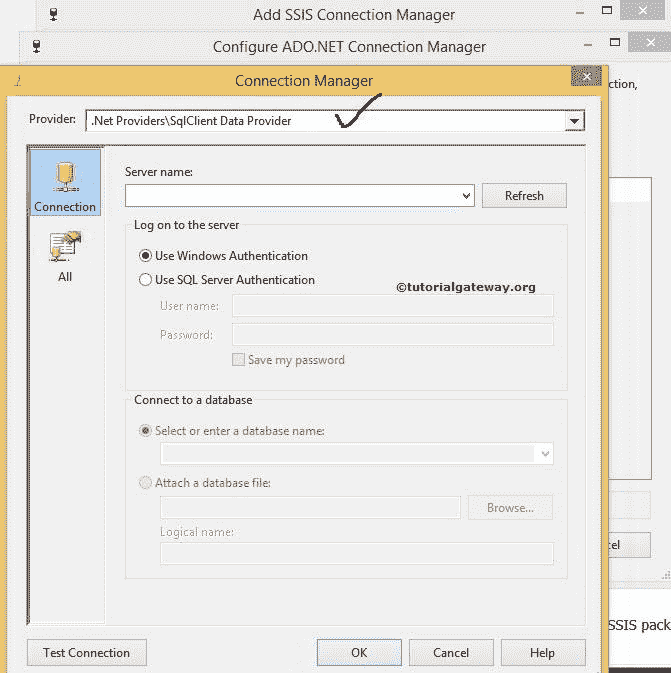 Add SSIS Connection Manager
Configure ADO.NET Connection Manager
ction,
Connection Manager
Provider: .Net Providers\SqlClient Data Provider
Connection
All
Server name:
Refresh
Log on to the server
Use Windows Authentication
Use SQL Server Authentication
©tutorialgateway.org
User name:
Password:
Save my password
Connect to a database
Select or enter a database name:
Attach a database file:
Browse...
Logical name:
cel
SSIS pack
Test Connection OK Cancel Help